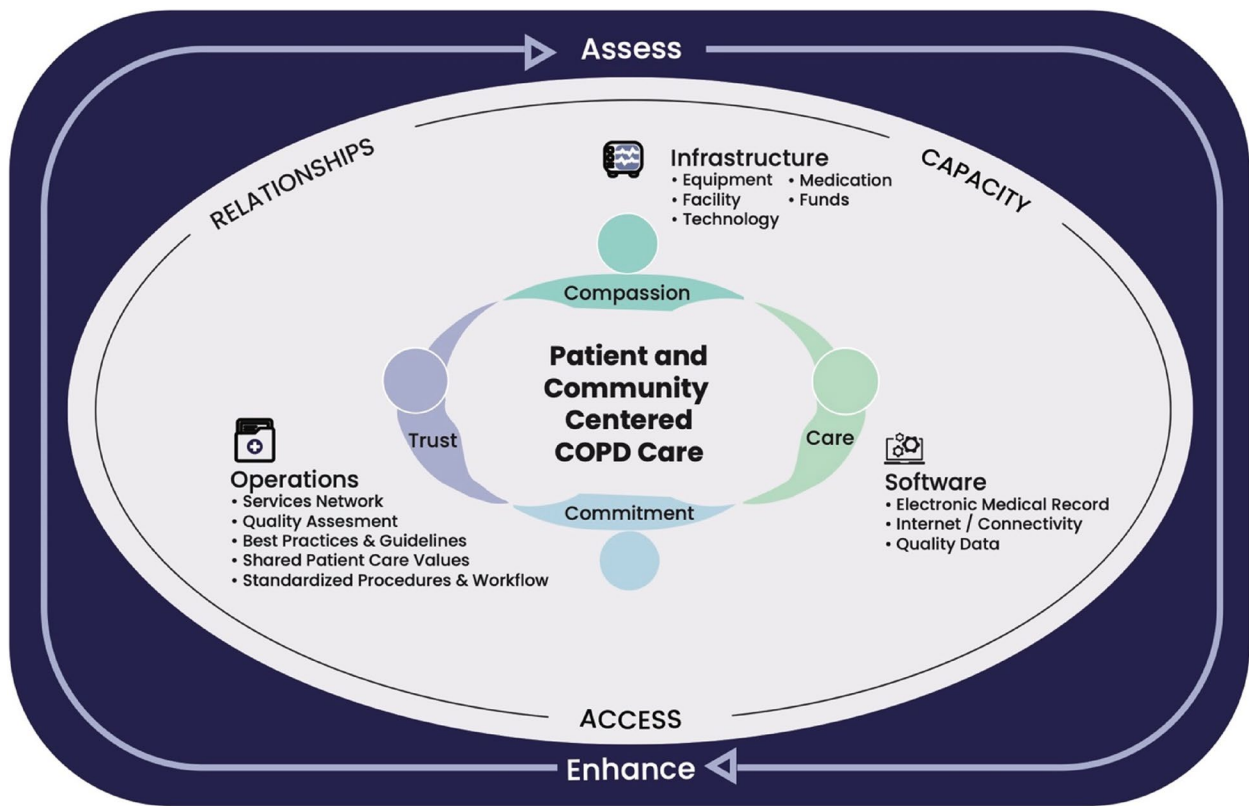 Assess
RELATIONSHIPS
CAPACITY
Infrastructure
• Equipment • Medication
• Facility • Funds
• Technology
Compassion
Patient and
Community
Centered
COPD Care
Trust
Care
Commitment
Operations
• Services Network
• Quality Assesment
• Best Practices & Guidelines
• Shared Patient Care Values
• Standardized Procedures & Workflow
Software
• Electronic Medical Record
• Internet / Connectivity
• Quality Data
ACCESS
Enhance